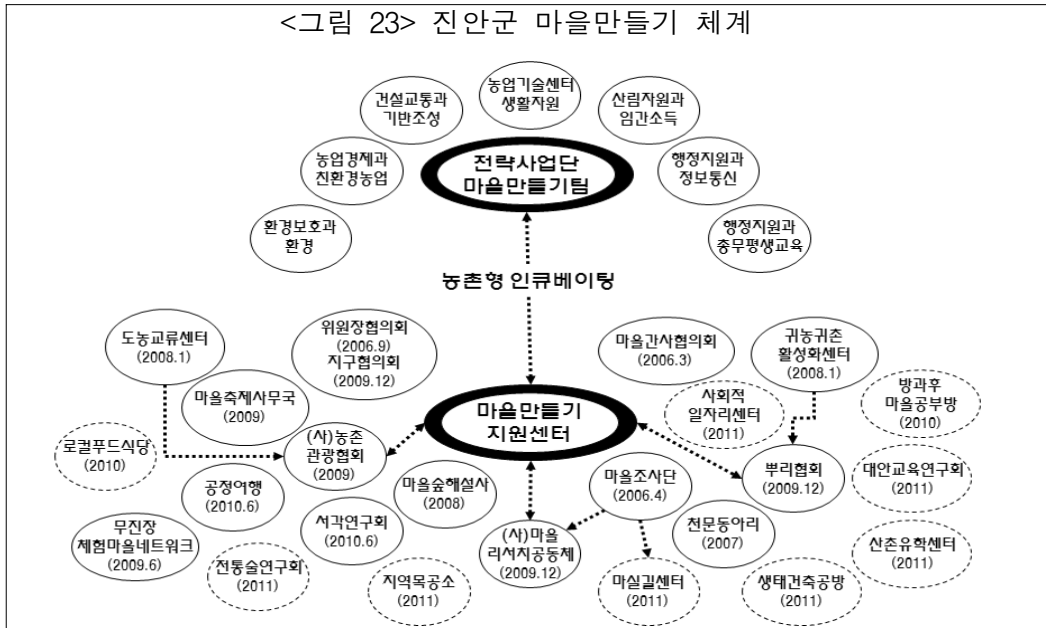 <그림 23> 진안군 마을만들기 체계
농업기술센터
생활자원
건설교통과
기반조성
산림자원과
임간소득
농업경제과
친환경농업
전략사업단
마을만들기팀
행정지원과
정보통신
환경보호과
환경
행정지원과
총무평생교육
농촌형 인큐베이팅
도농교류센터
(2008.1)
위원장협의회
(2006.9)
지구협의회
(2009.12)
마을간사협의회
(2006.3)
귀농귀촌
활성화센터
(2008.1)
마을축제사무국
(2009)
마을만들기
지원센터
사회적
일자리센터
(2011)
방과후
마을공부방
(2010)
로컬푸드식당
(2010)
(사)농촌
관광협회
(2009)
마을숲해설사
(2008)
마을조사단
(2006.4)
뿌리협회
(2009.12)
대안교육연구회
(2011)
공정여행
(2010.6)
무진장
체험마을네트워크
(2009.6)
서각연구회
(2010.6)
(사)마을
리서치공동체
(2009.12)
천문동아리
(2007)
산촌유학센터
(2011)
전통술연구회
(2011)
지역목공소
(2011)
마실길센터
(2011)
생태건축공방
(2011)